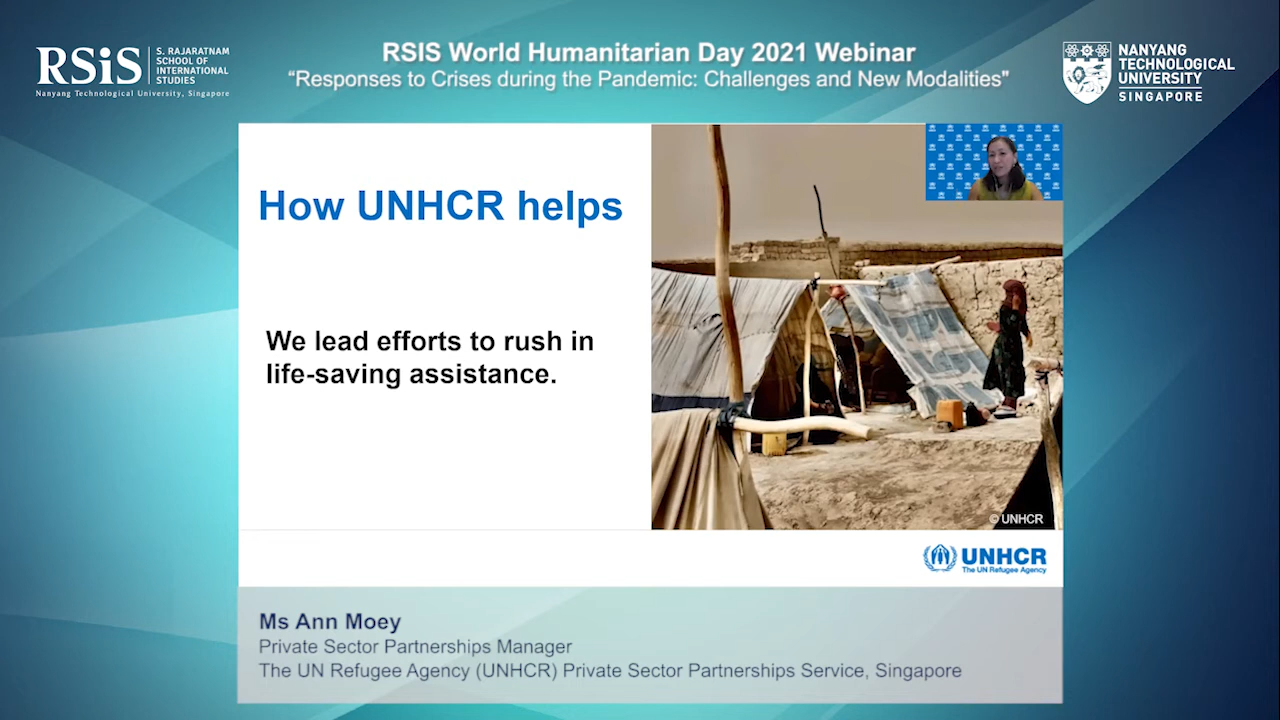 RSiS
S. RAJARATNAM
SCHOOL OF
INTERNATIONAL
STUDIES
Nanyang Technological University, Singapore
RSIS World Humanitarian Day 2021 Webinar
“Responses to Crises during the Pandemic: Challenges and New Modalities"
NANYANG
TECHNOLOGICAL
UNIVERSITY
SINGAPORE
How UNHCR helps
We lead efforts to rush in
life-saving assistance.
© UNHCR
UNHCR
The UN Refugee Agency
Ms Ann Moey
Private Sector Partnerships Manager
The UN Refugee Agency (UNHCR) Private Sector Partnerships Service, Singapore